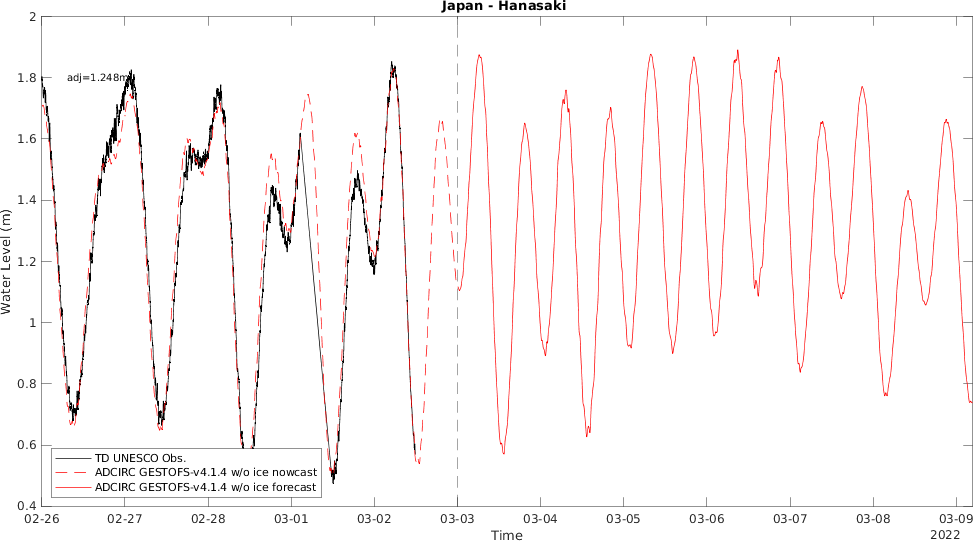 Japan - Hanasaki
2
1.8
1.6
1.4
1.2
1
0.8
0.6
0.4
Water Level (m)
adj=1.248m
TD UNESCO Obs.
ADCIRC GESTOFS-v4.1.4 w/o ice nowcast
ADCIRC GESTOFS-v4.1.4 w/o ice forecast
02-26 02-27 02-28 03-01 03-02 03-03 03-04 03-05 03-06 03-07 03-08 03-09
Time
2022